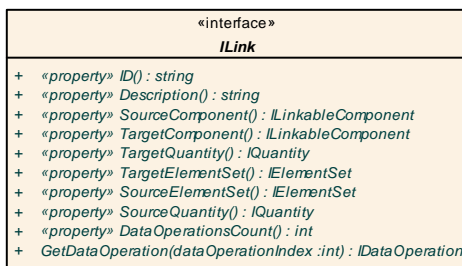 «interface»
ILink
+ «property» ID() : string
+ «property» Description() : string
+ «property» SourceComponent() : ILinkableComponent
+ «property» TargetComponent() : ILinkableComponent
+ «property» TargetQuantity() : IQuantity
+ «property» TargetElementSet() : IElementSet
+ «property» SourceElementSet() : IElementSet
+ «property» SourceQuantity() : IQuantity
+ «property» DataOperationsCount() : int
+ GetDataOperation(dataOperationIndex :int) : IDataOperation